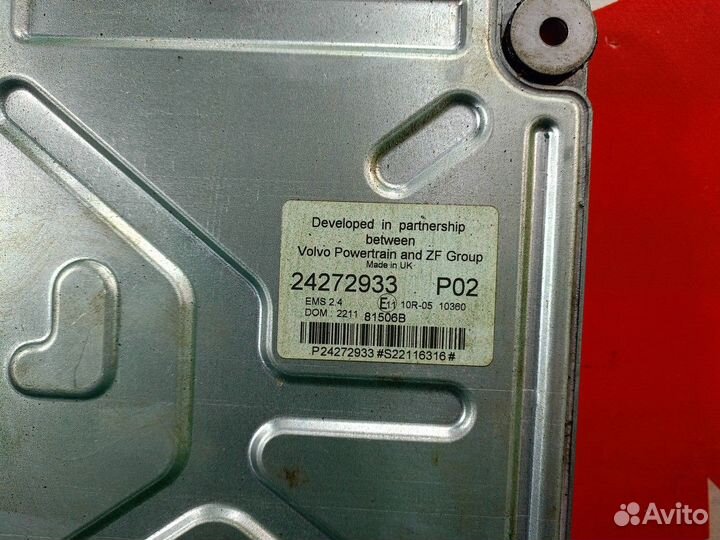 Developed in partnership
between
Volvo Powertrain and ZF Group
Made in UK
24272933 P02
EMS 2.4 E11 10R-05 10360
DOM : 2211 81506B
P24272933 #S22116316 #
Avito